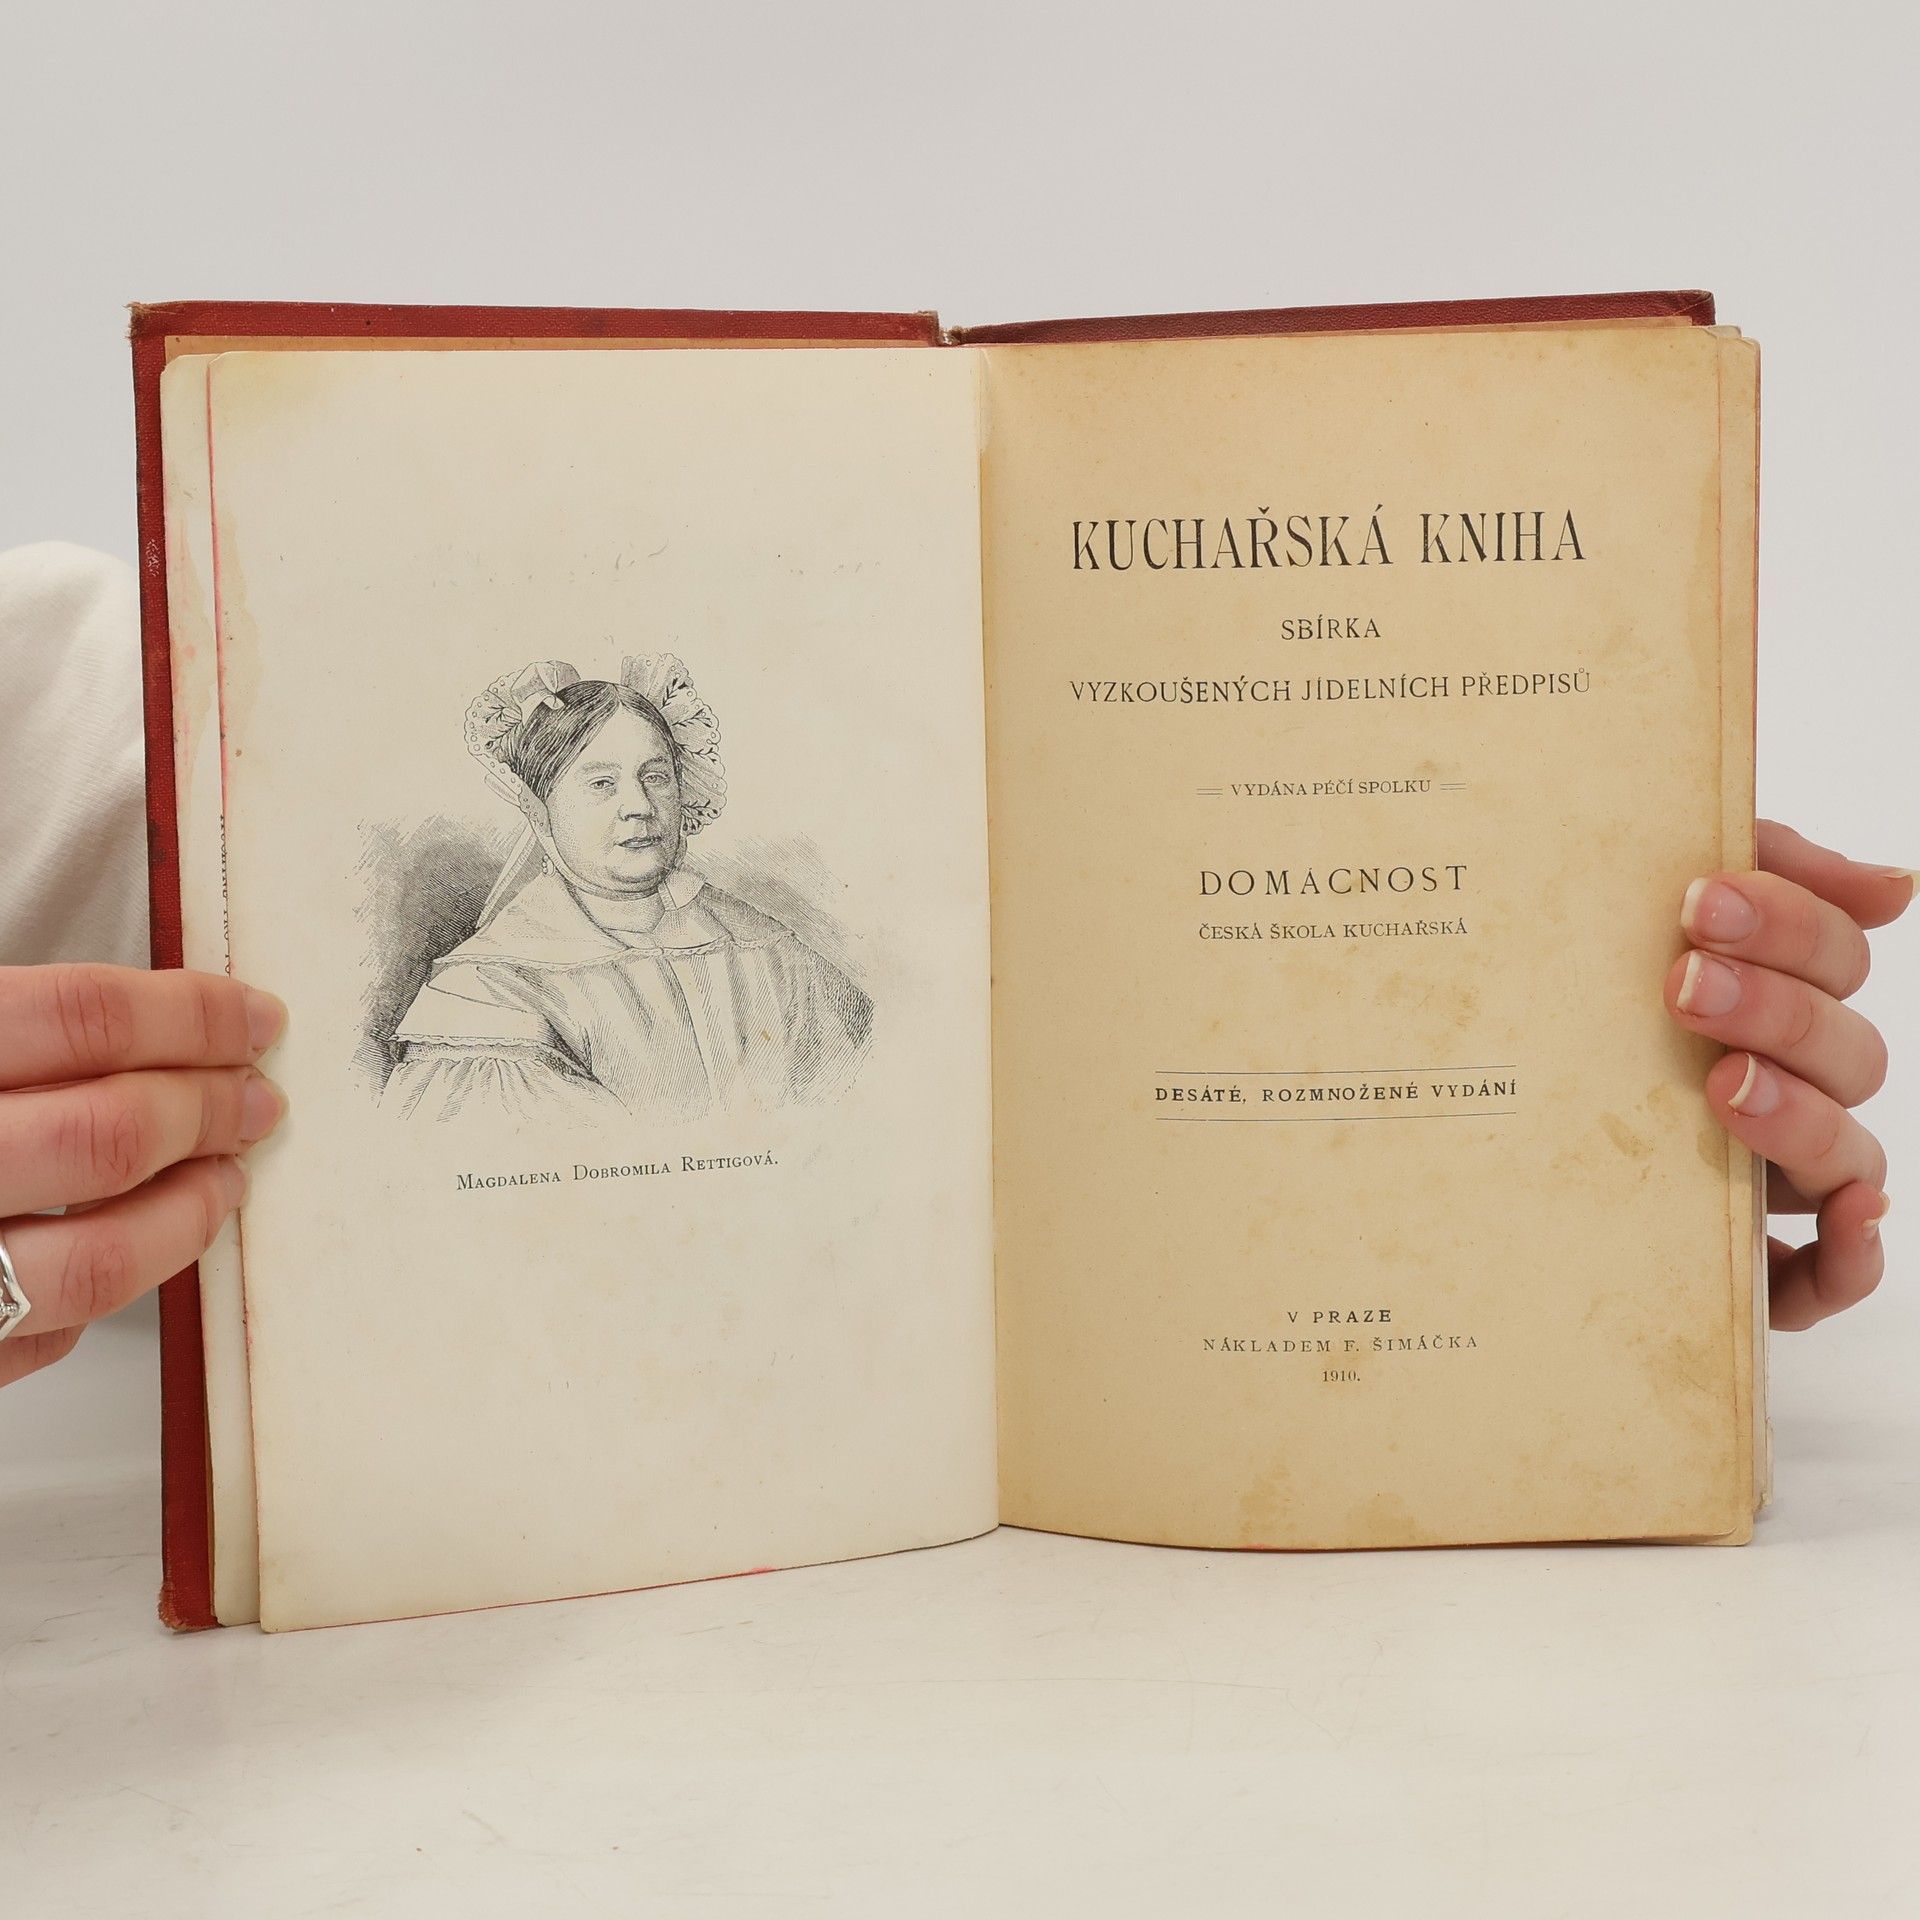 Magdalena Dobromila Rettigová.
KUCHAŘSKÁ KNIHA
SBÍRKA
VYZKOUŠENÝCH JÍDELNÍCH PŘEDPISŮ
VYDÁNA PÉČÍ SPOLKU
DOMÁCNOST
ČESKÁ ŠKOLA KUCHAŘSKÁ
DESÁTÉ, ROZMNOŽENÉ VYDÁNÍ
V PRAZE
NÁKLADEM F. ŠIMÁČKA
1910.